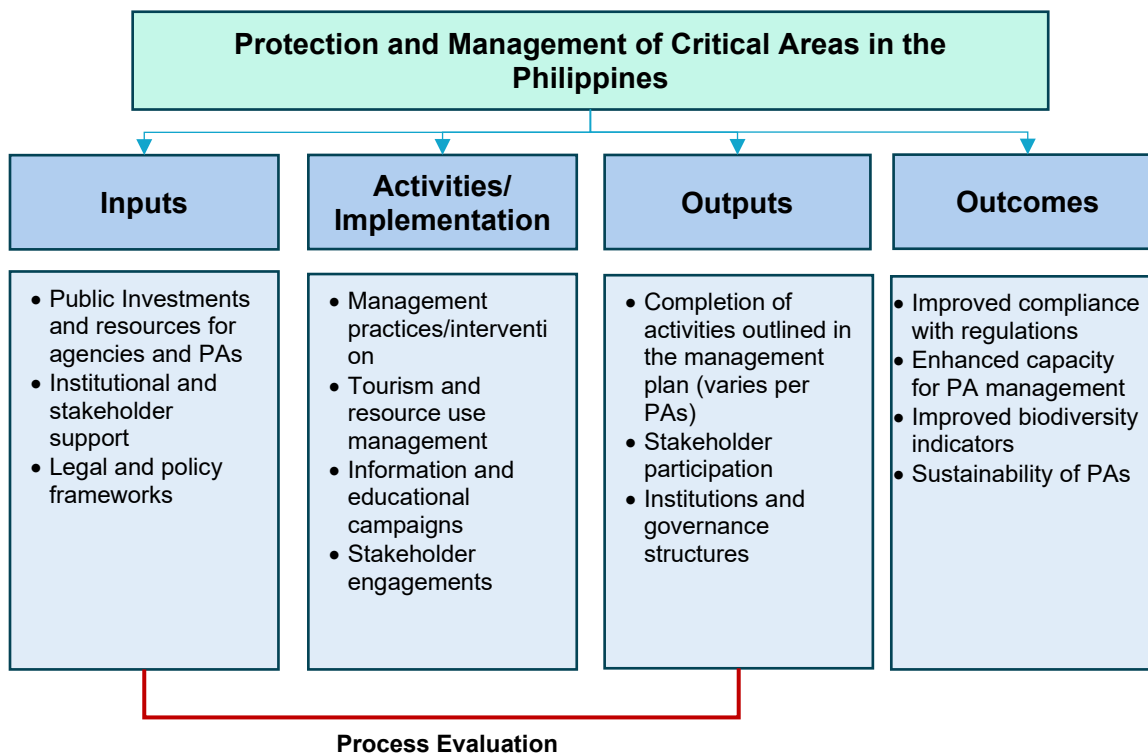 Protection and Management of Critical Areas in the
Philippines
Inputs
Activities/
Implementation
Outputs
Outcomes
• Public Investments
and resources for
agencies and PAs
• Institutional and
stakeholder
support
• Legal and policy
frameworks
• Management
practices/interventi
on
• Tourism and
resource use
management
• Information and
educational
campaigns
• Stakeholder
engagements
• Completion of
activities outlined in
the management
plan (varies per
PAs)
• Stakeholder
participation
• Institutions and
governance
structures
• Improved compliance
with regulations
• Enhanced capacity
for PA management
• Improved biodiversity
indicators
• Sustainability of PAs
Process Evaluation